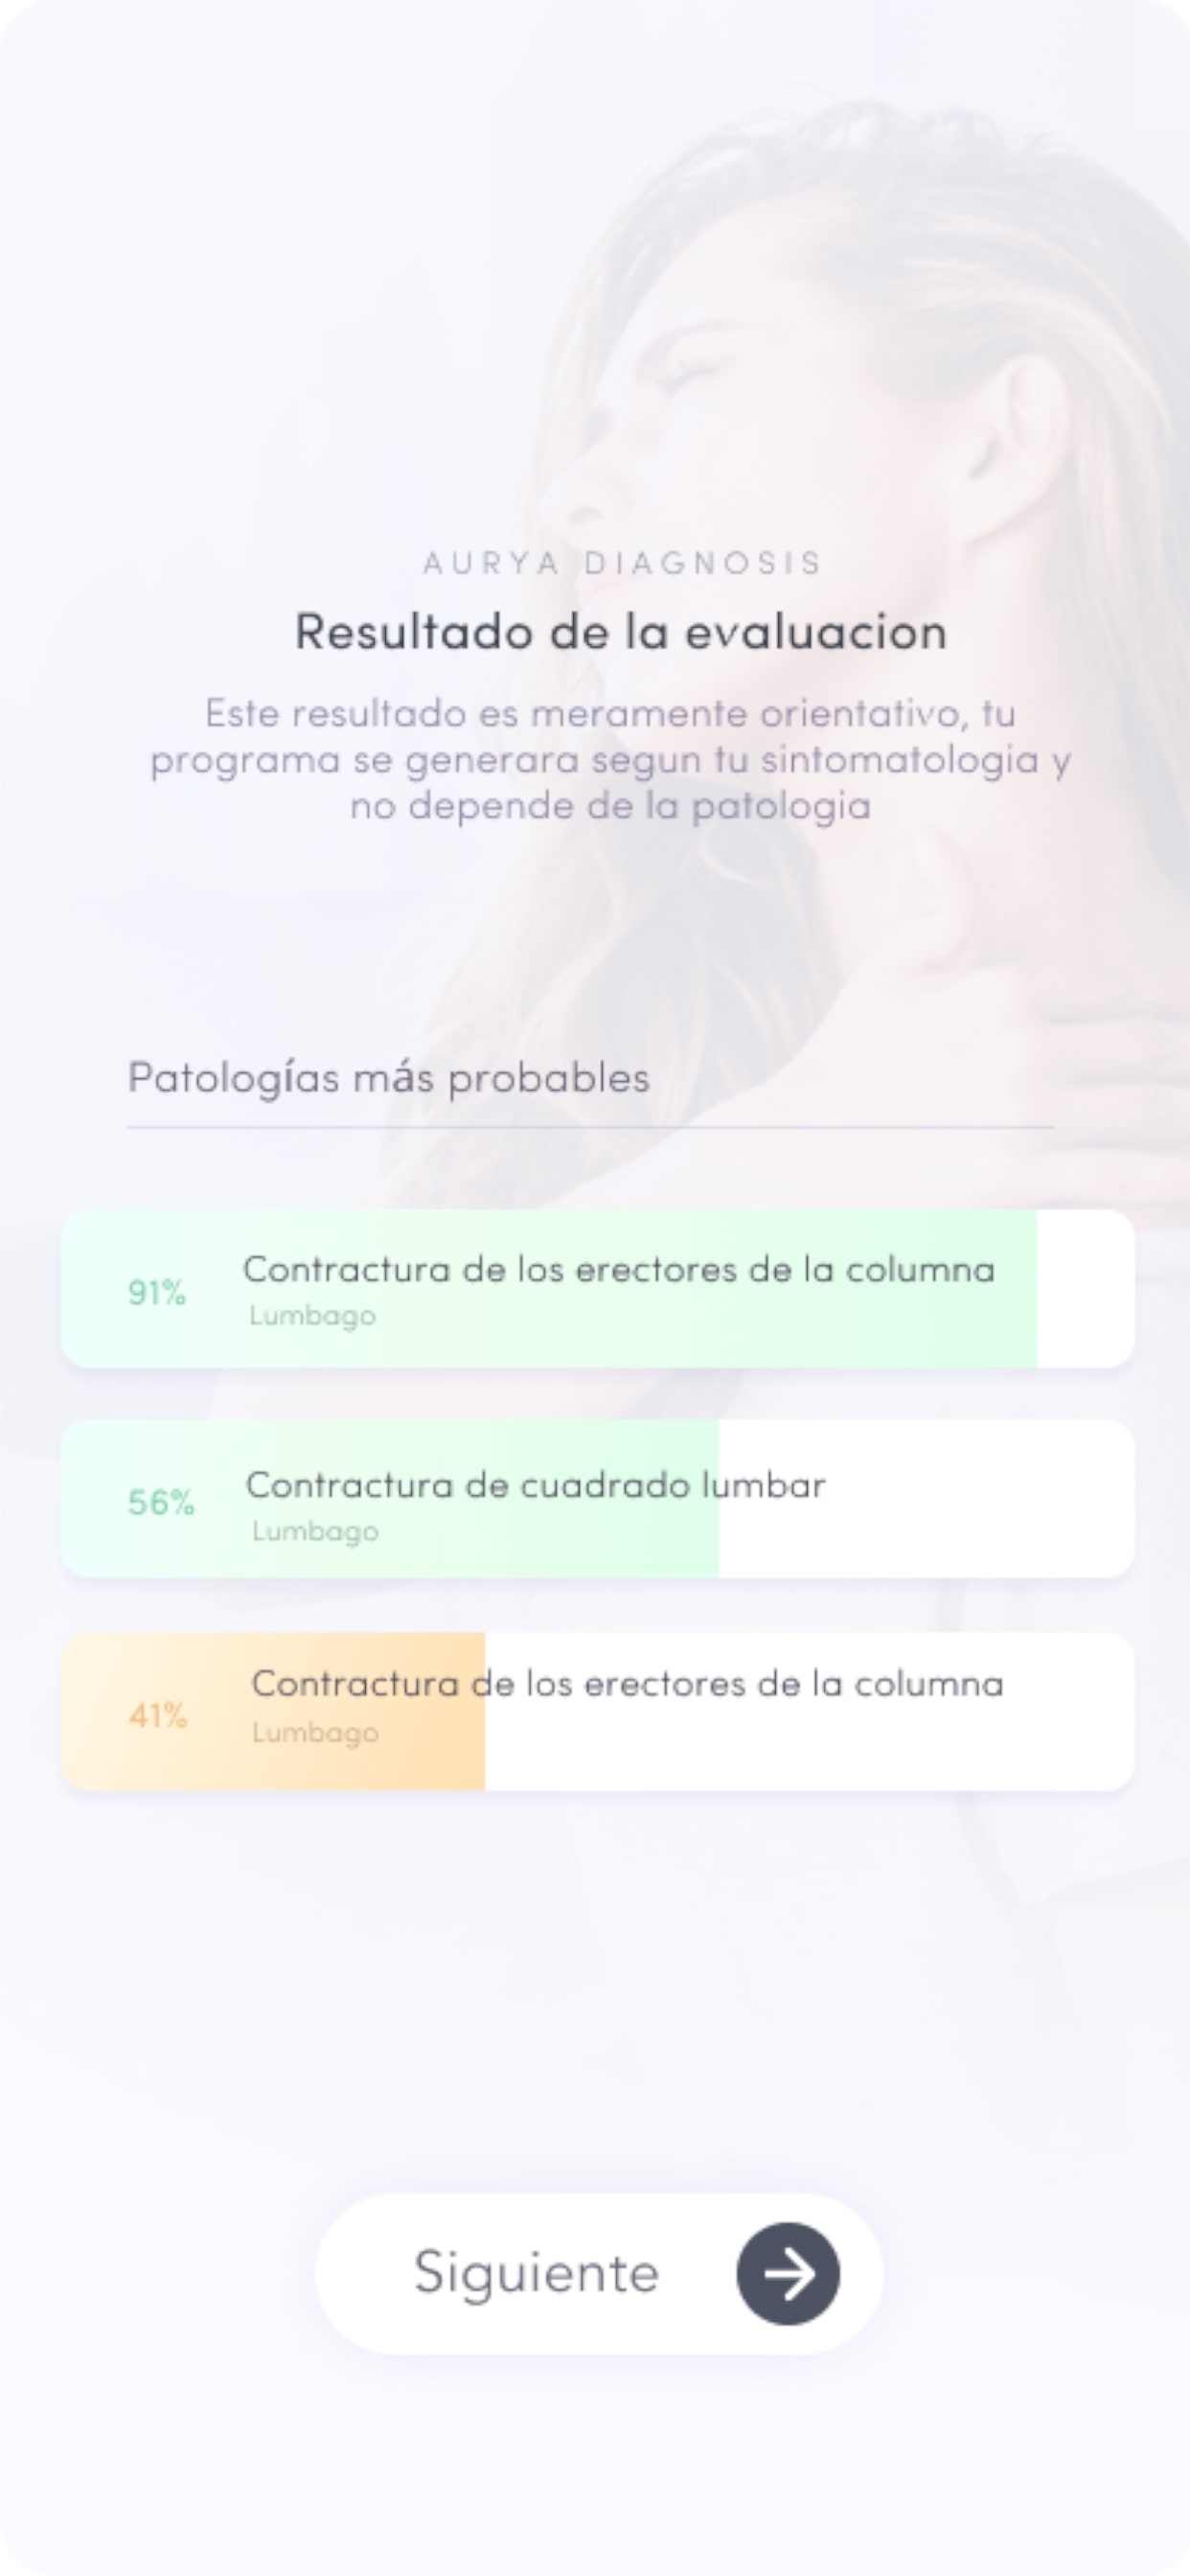 AURYA DIAGNOSIS
Resultado de la evaluacion
Este resultado es meramente orientativo, tu
programa se generara segun tu sintomatologia y
no depende de la patologia
Patologías más probables
91%
Contractura de los erectores de la columna
Lumbago
56%
Contractura de cuadrado lumbar
Lumbago
41%
Contractura de los erectores de la columna
Lumbago
Siguiente